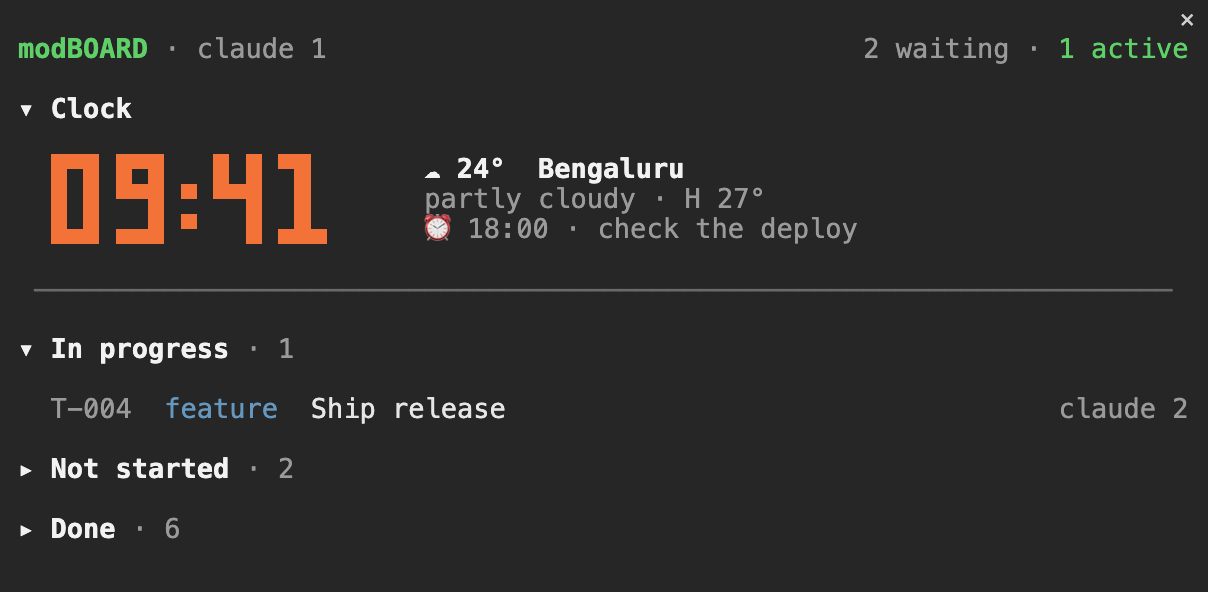 ×
modBOARD · claude 1 2 waiting · 1 active
▼ Clock
09:41
☁ 24° Bengaluru
partly cloudy · H 27°
⏰ 18:00 · check the deploy
▼ In progress · 1
T-004 feature Ship release claude 2
▶ Not started · 2
▶ Done · 6